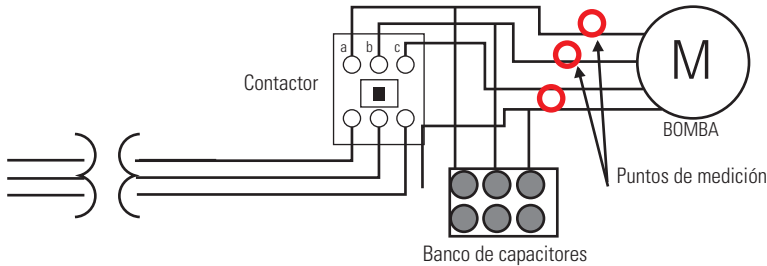 a b c
Contactor
M
BOMBA
Puntos de medición
Banco de capacitores